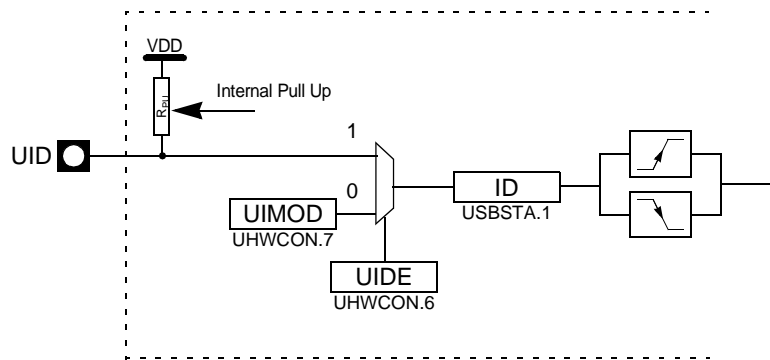 VDD
RPU
Internal Pull Up
1
UID
0
UIMOD
UHWCON.7
ID
USBSTA.1
UIDE
UHWCON.6